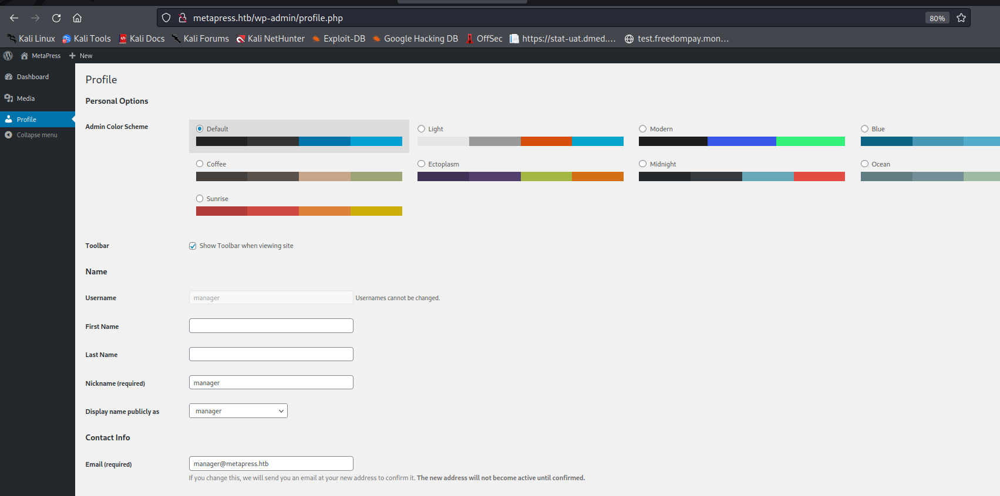 metapress.htb/wp-admin/profile.php 80%
Kali Linux Kali Tools Kali Docs Kali Forums Kali NetHunter Exploit-DB Google Hacking DB OffSec https://stat-uat.dmed.... test.freedompay.mon...
MetaPress New
Dashboard
Media
Profile
Collapse menu
Profile
Personal Options
Admin Color Scheme
Default Light Modern Blue
Coffee Ectoplasm Midnight Ocean
Sunrise
Toolbar Show Toolbar when viewing site
Name
Username manager Usernames cannot be changed.
First Name
Last Name
Nickname (required) manager
Display name publicly as manager
Contact Info
Email (required) manager@metapress.htb
If you change this, we will send you an email at your new address to confirm it. The new address will not become active until confirmed.